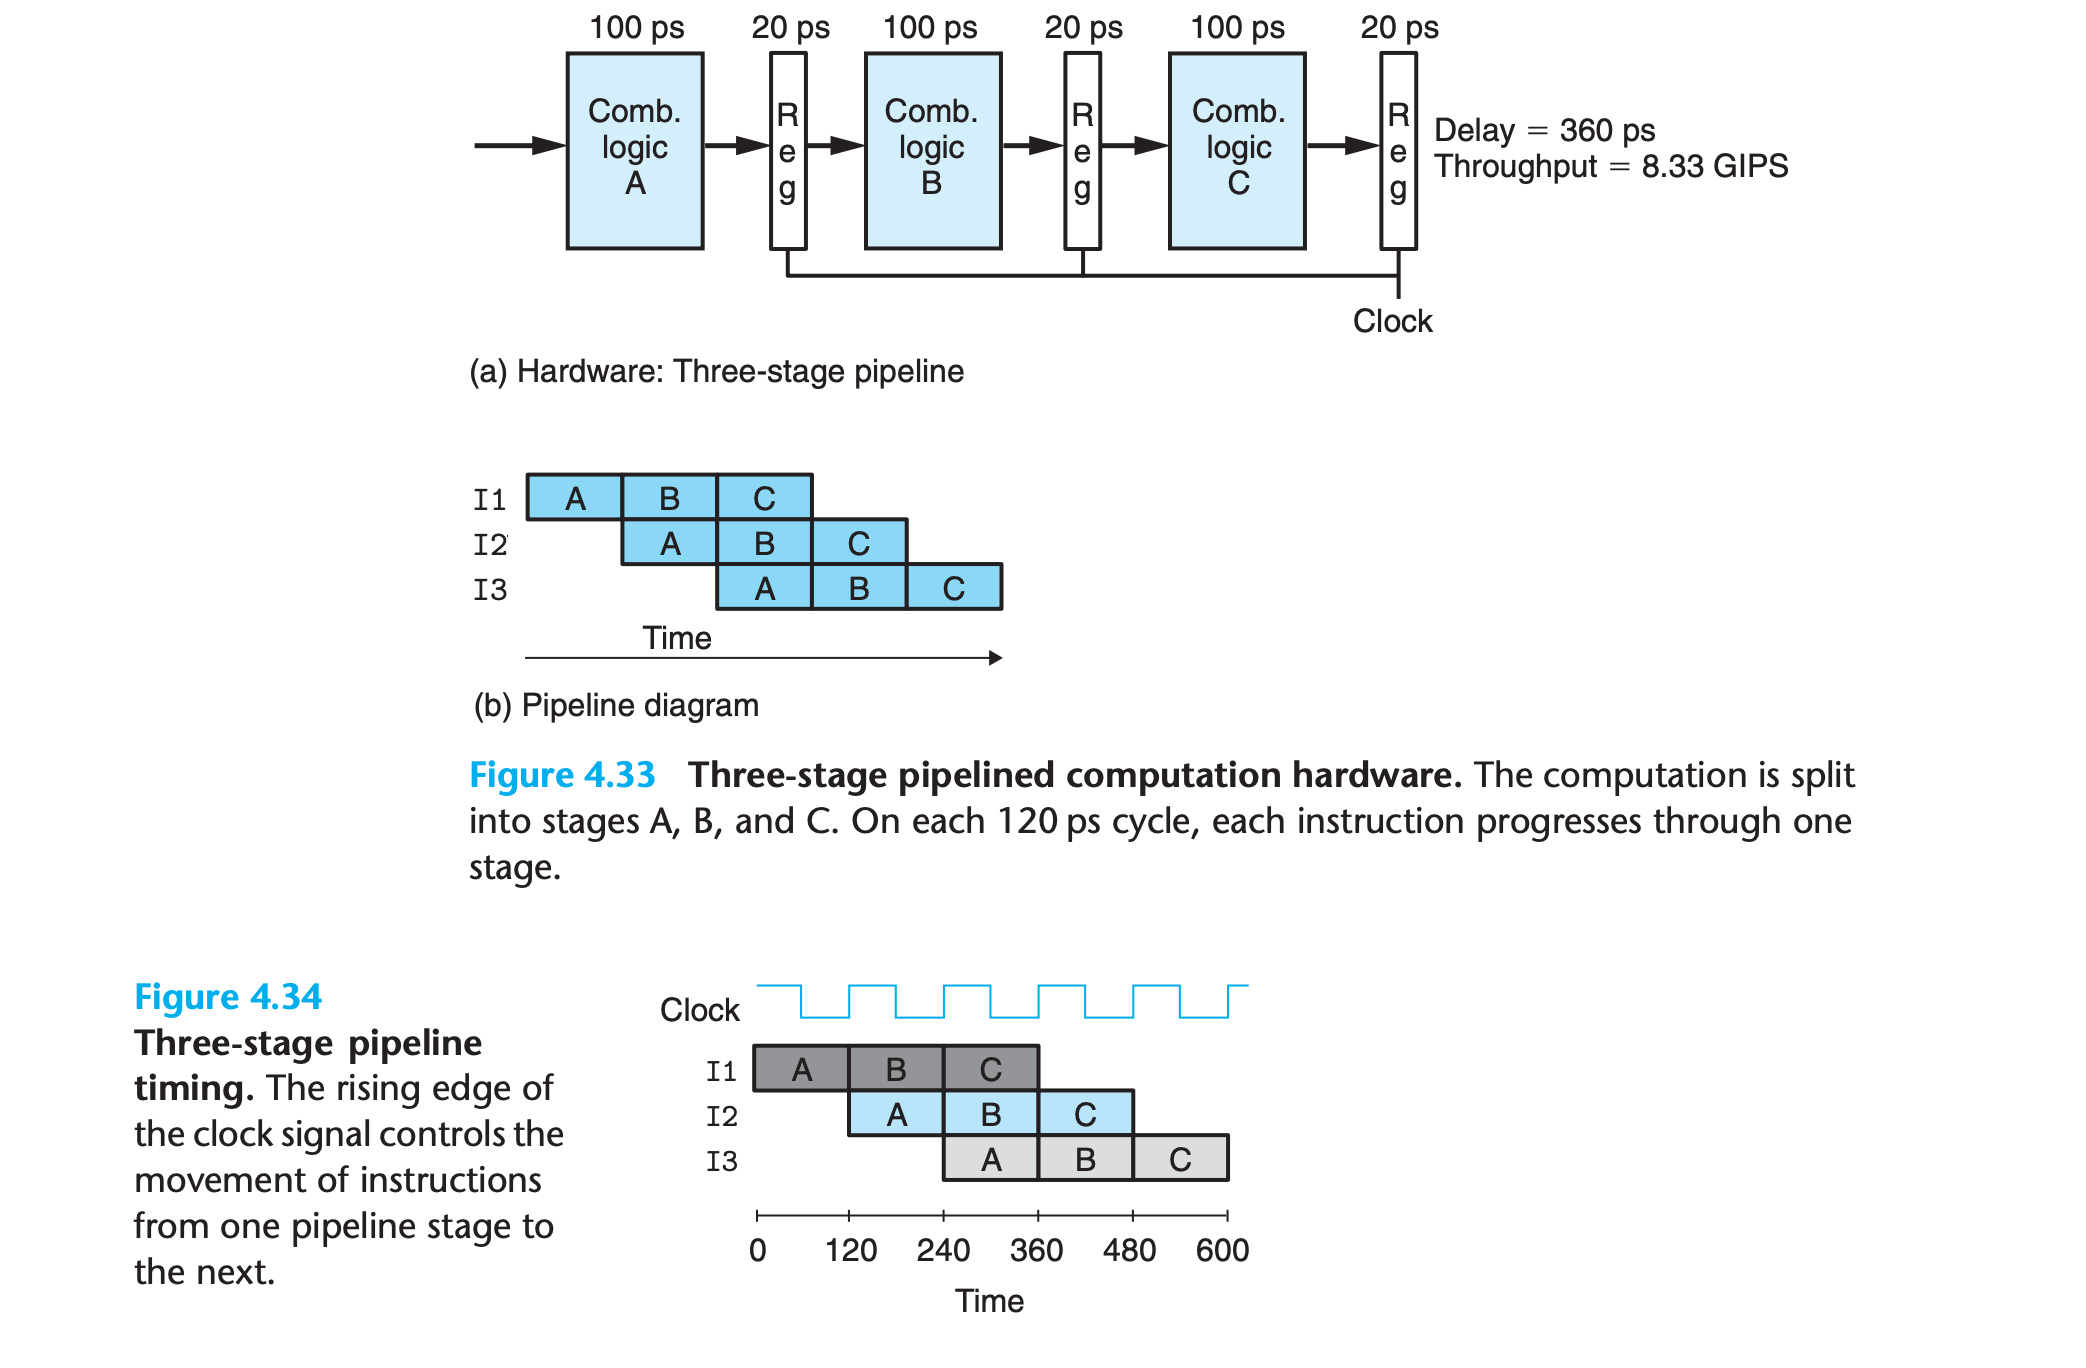 100 ps 20 ps 100 ps 20 ps 100 ps 20 ps
Comb.
logic
A
R
e
g
Comb.
logic
B
R
e
g
Comb.
logic
C
R
e
g
Delay = 360 ps
Throughput = 8.33 GIPS
Clock
(a) Hardware: Three-stage pipeline
I1 A B C
I2 A B C
I3 A B C
Time
(b) Pipeline diagram
Figure 4.33 Three-stage pipelined computation hardware. The computation is split
into stages A, B, and C. On each 120 ps cycle, each instruction progresses through one
stage.
Figure 4.34
Three-stage pipeline
timing. The rising edge of
the clock signal controls the
movement of instructions
from one pipeline stage to
the next.
Clock
I1 A B C
I2 A B C
I3 A B C
0 120 240 360 480 600
Time